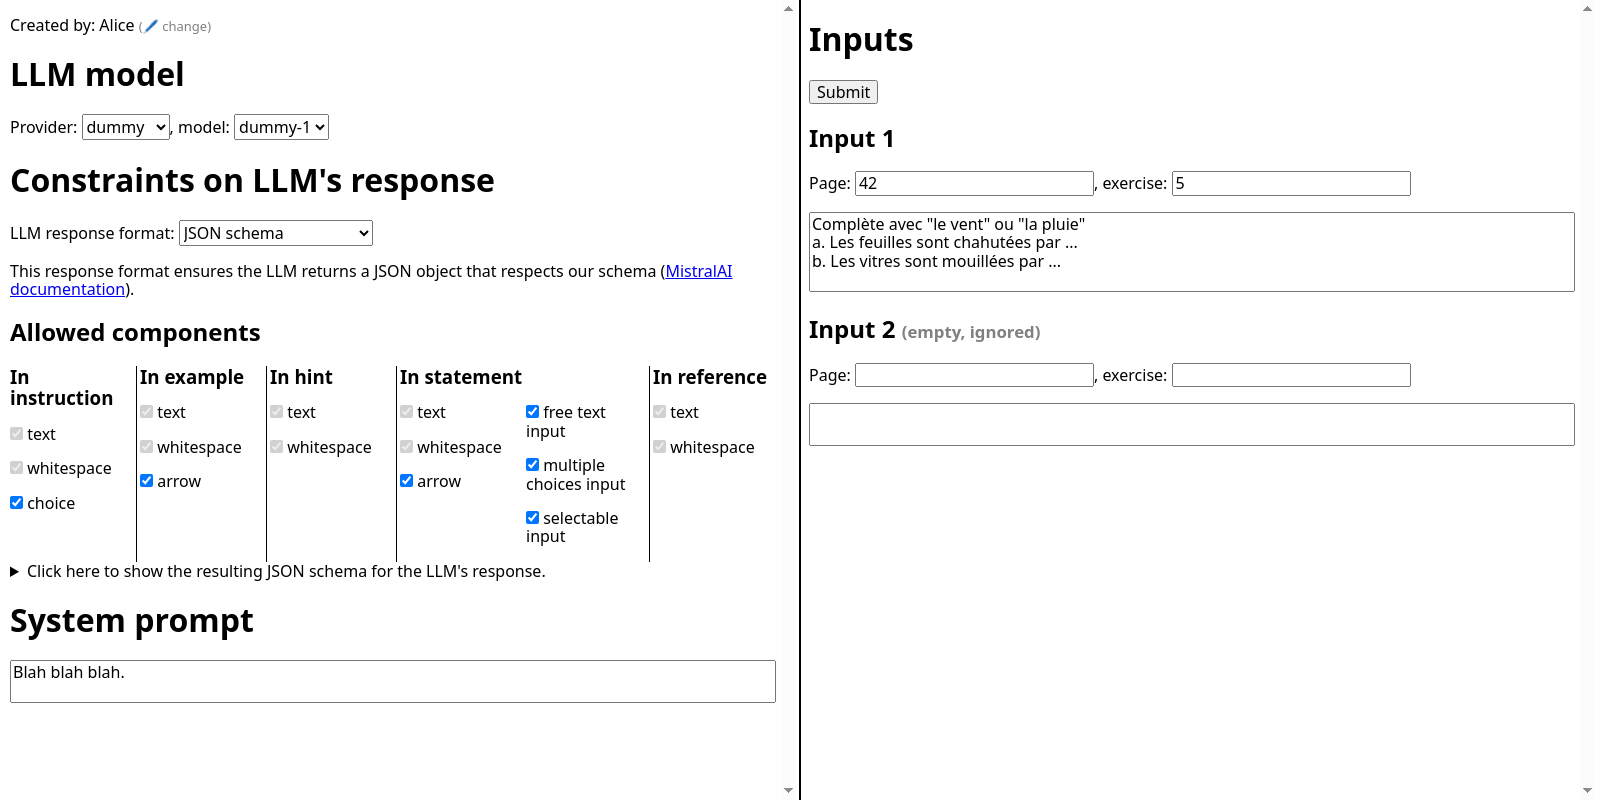 Created by: Alice (🖊️ change)
LLM model
Provider: dummy, model: dummy-1
Constraints on LLM's response
LLM response format: JSON schema
This response format ensures the LLM returns a JSON object that respects our schema (MistralAI
documentation).
Allowed components
In
instruction
text
whitespace
choice
In example
text
whitespace
arrow
In hint
text
whitespace
In statement
text
whitespace
arrow
free text
input
multiple
choices input
selectable
input
In reference
text
whitespace
Click here to show the resulting JSON schema for the LLM's response.
System prompt
Blah blah blah.
Inputs
Submit
Input 1
Page: 42, exercise: 5
Complète avec "le vent" ou "la pluie"
a. Les feuilles sont chahutées par ...
b. Les vitres sont mouillées par ...
Input 2 (empty, ignored)
Page: , exercise: